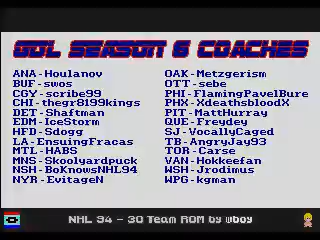 GDL SEASON 6 COACHES
ANA-Houlanov
BUF-swos
CGY-scribe99
CHI-thegr8199kings
DET-Shaftman
EDM-IceStorm
HFD-Sdogg
LA-EnsuingFracas
MTL-HABS
MNS-Skoolyardpuck
NSH-BoKnowsNHL94
NYR-EvitageN
OAK-Metzgerism
OTT-sebe
PHI-FlamingPavelBure
PHX-XdeathsbloodX
PIT-MattHurray
QUE-Freydey
SJ-VocallyCaged
TB-AngryJay93
TOR-Carse
VAN-Hokkeefan
WSH-Jrodimus
WPG-kgman
NHL 94 - 30 Team ROM by wboy